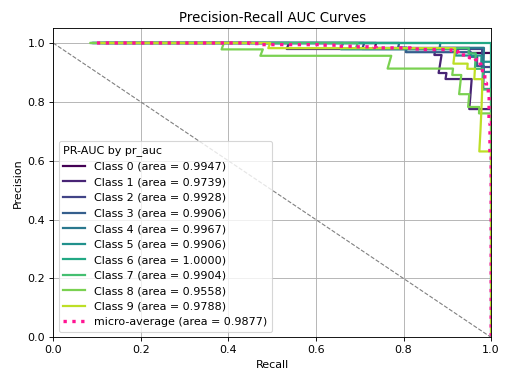 Precision-Recall AUC Curves
1.0
0.8
0.6
0.4
0.2
0.0
Precision
PR-AUC by pr_auc
Class 0 (area = 0.9947)
Class 1 (area = 0.9739)
Class 2 (area = 0.9928)
Class 3 (area = 0.9906)
Class 4 (area = 0.9967)
Class 5 (area = 0.9906)
Class 6 (area = 1.0000)
Class 7 (area = 0.9904)
Class 8 (area = 0.9558)
Class 9 (area = 0.9788)
micro-average (area = 0.9877)
0.0 0.2 0.4 0.6 0.8 1.0
Recall